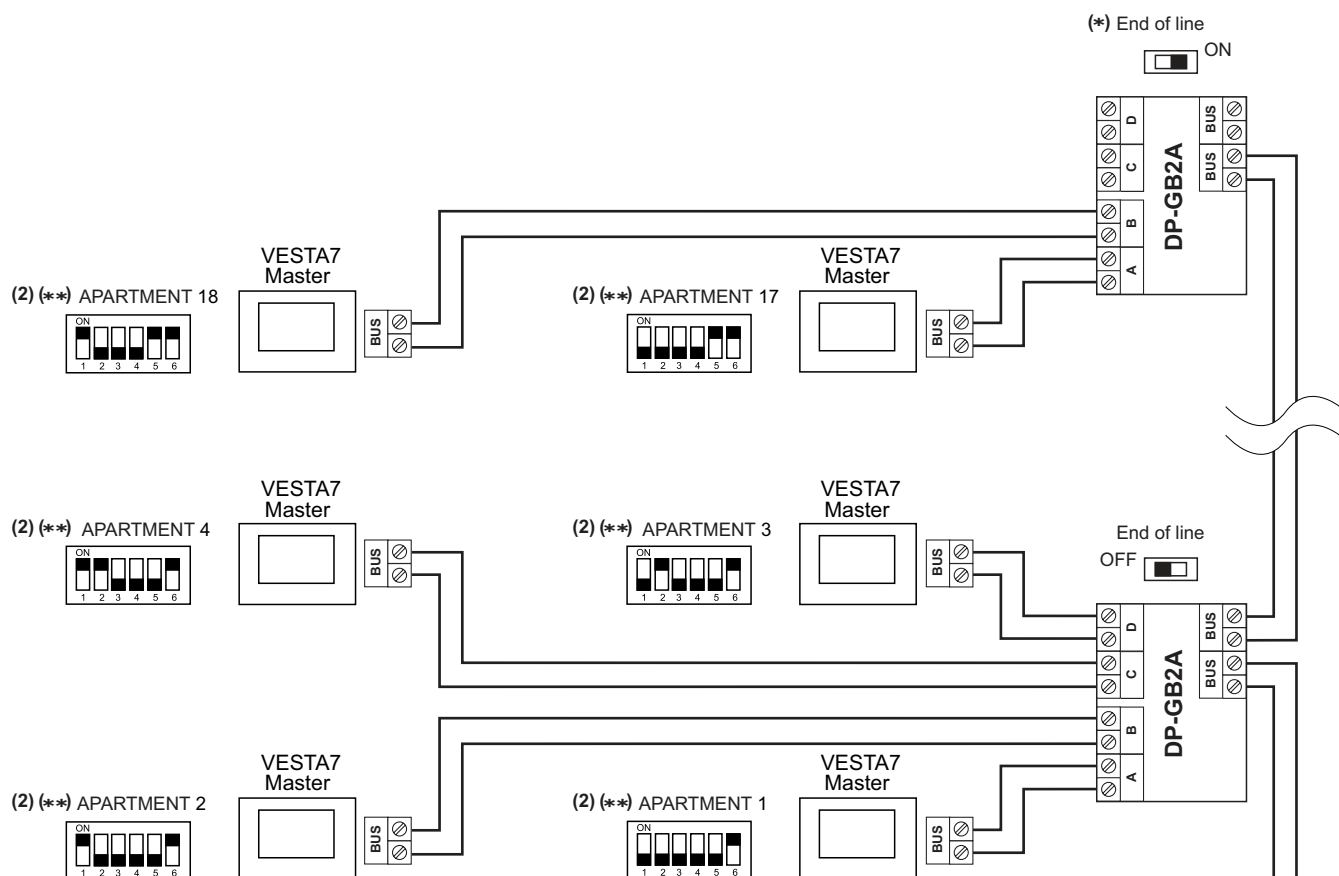 (*) End of line
ON
D
C
B
A
DP-GB2A
BUS
BUS
VESTA7
Master
(2) (**) APARTMENT 18
ON
1 2 3 4 5 6
BUS
VESTA7
Master
(2) (**) APARTMENT 17
ON
1 2 3 4 5 6
BUS
VESTA7
Master
(2) (**) APARTMENT 4
ON
1 2 3 4 5 6
BUS
VESTA7
Master
(2) (**) APARTMENT 3
ON
1 2 3 4 5 6
BUS
End of line
OFF
D
C
B
A
DP-GB2A
BUS
BUS
VESTA7
Master
(2) (**) APARTMENT 2
ON
1 2 3 4 5 6
BUS
VESTA7
Master
(2) (**) APARTMENT 1
ON
1 2 3 4 5 6
BUS